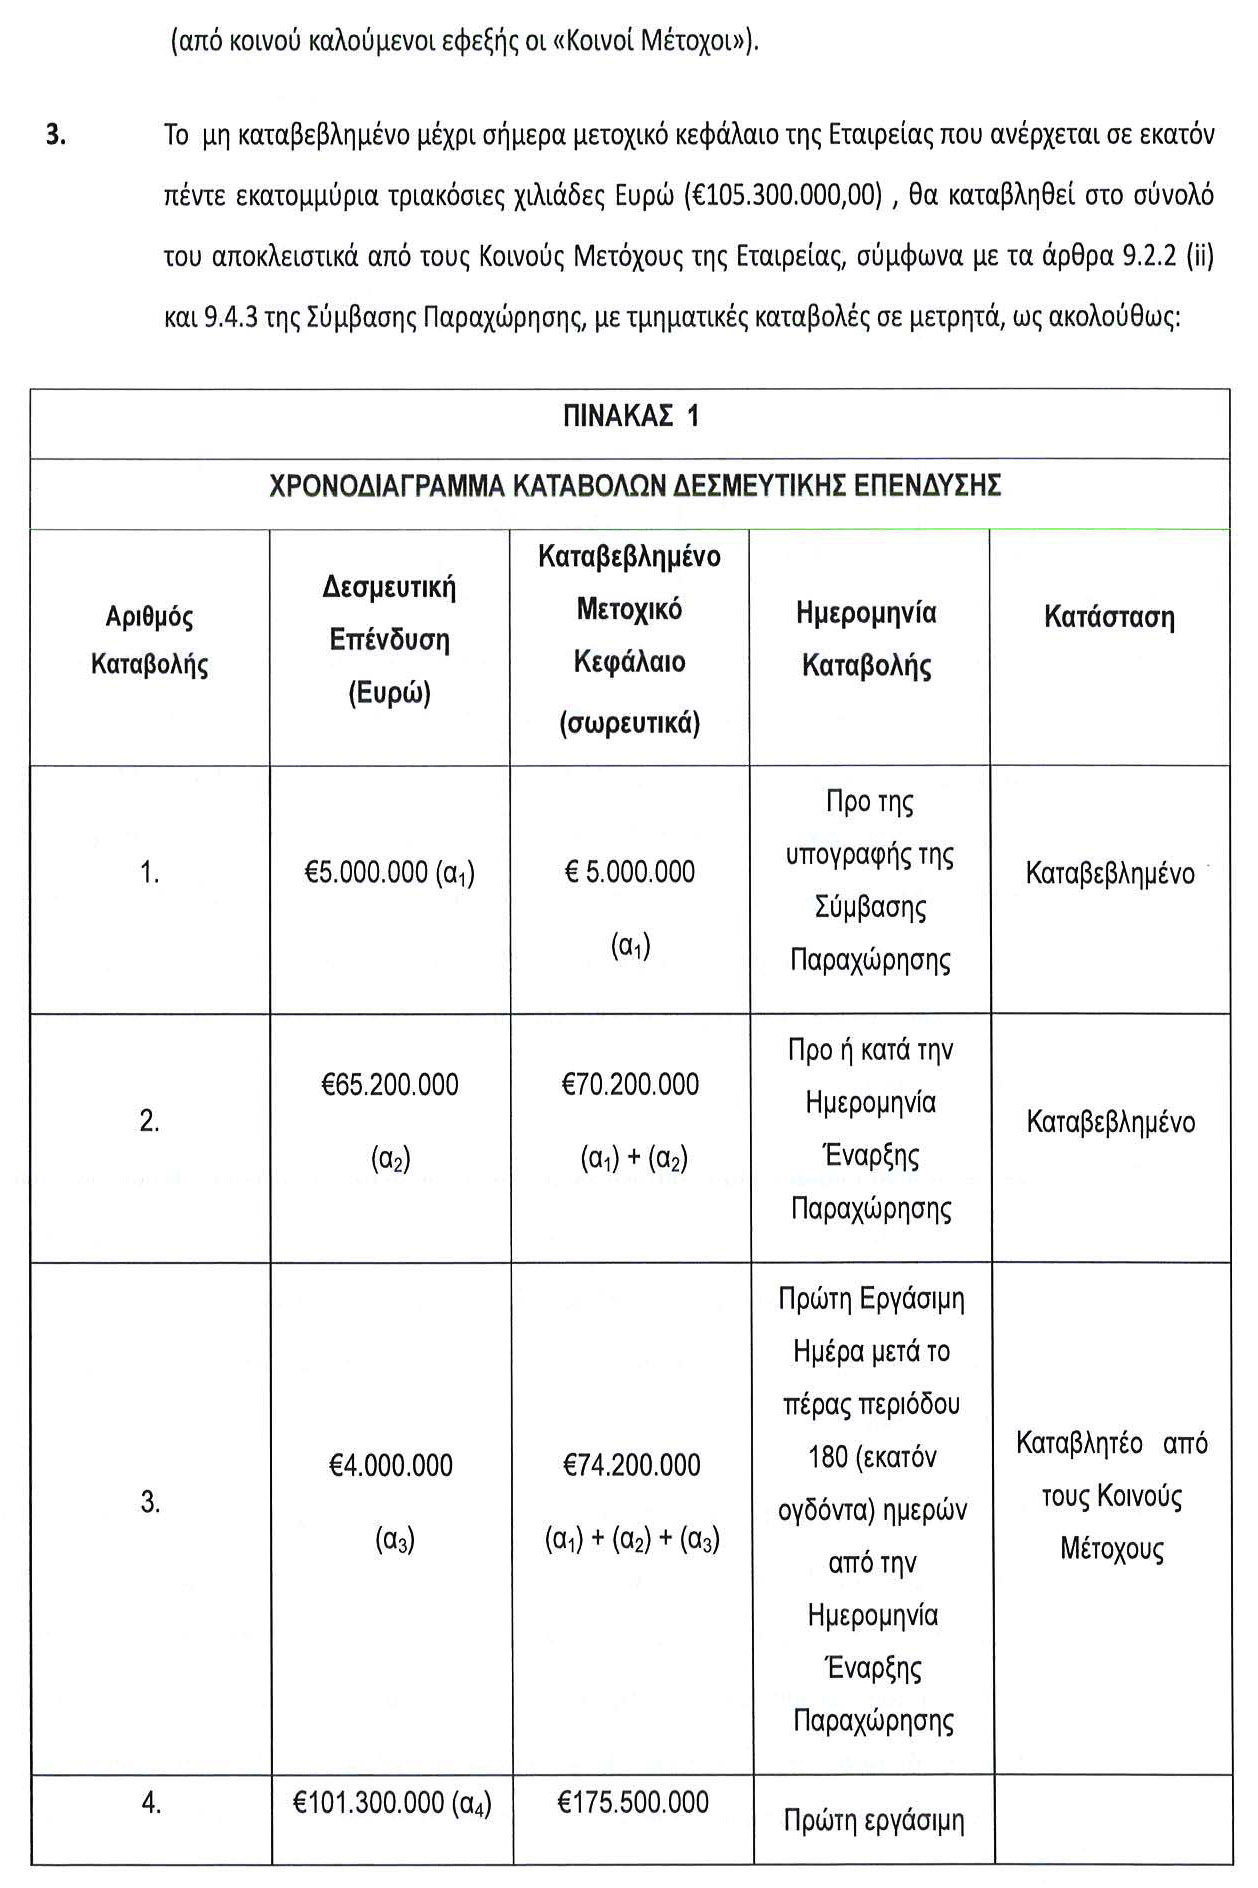 (από κοινού καλούμενοι εφεξής οι «Κοινοί Μέτοχοι»).
3. Το μη καταβεβλημένο μέχρι σήμερα μετοχικό κεφάλαιο της Εταιρείας που ανέρχεται σε εκατόν
πέντε εκατομμύρια τριακόσιες χιλιάδες Ευρώ (€105.300.000,00) , θα καταβληθεί στο σύνολό
του αποκλειστικά από τους Κοινούς Μετόχους της Εταιρείας, σύμφωνα με τα άρθρα 9.2.2 (ii)
και 9.4.3 της Σύμβασης Παραχώρησης, με τμηματικές καταβολές σε μετρητά, ως ακολούθως:
ΠΙΝΑΚΑΣ 1
ΧΡΟΝΟΔΙΑΓΡΑΜΜΑ ΚΑΤΑΒΟΛΩΝ ΔΕΣΜΕΥΤΙΚΗΣ ΕΠΕΝΔΥΣΗΣ
Αριθμός
Καταβολής
Δεσμευτική
Επένδυση
(Ευρώ)
Καταβεβλημένο
Μετοχικό
Κεφάλαιο
(σωρευτικά)
Ημερομηνία
Καταβολής
Κατάσταση
1.
€5.000.000 (α₁)
€ 5.000.000
(α₁)
Προ της
υπογραφής της
Σύμβασης
Παραχώρησης
Καταβεβλημένο
2.
€65.200.000
(α₂)
€70.200.000
(α₁) + (α₂)
Προ ή κατά την
Ημερομηνία
Έναρξης
Παραχώρησης
Καταβεβλημένο
3.
€4.000.000
(α₃)
€74.200.000
(α₁) + (α₂) + (α₃)
Πρώτη Εργάσιμη
Ημέρα μετά το
πέρας περιόδου
180 (εκατόν
ογδόντα) ημερών
από την
Ημερομηνία
Έναρξης
Παραχώρησης
Καταβλητέο από
τους Κοινούς
Μέτοχους
4.
€101.300.000 (α₄)
€175.500.000
Πρώτη εργάσιμη